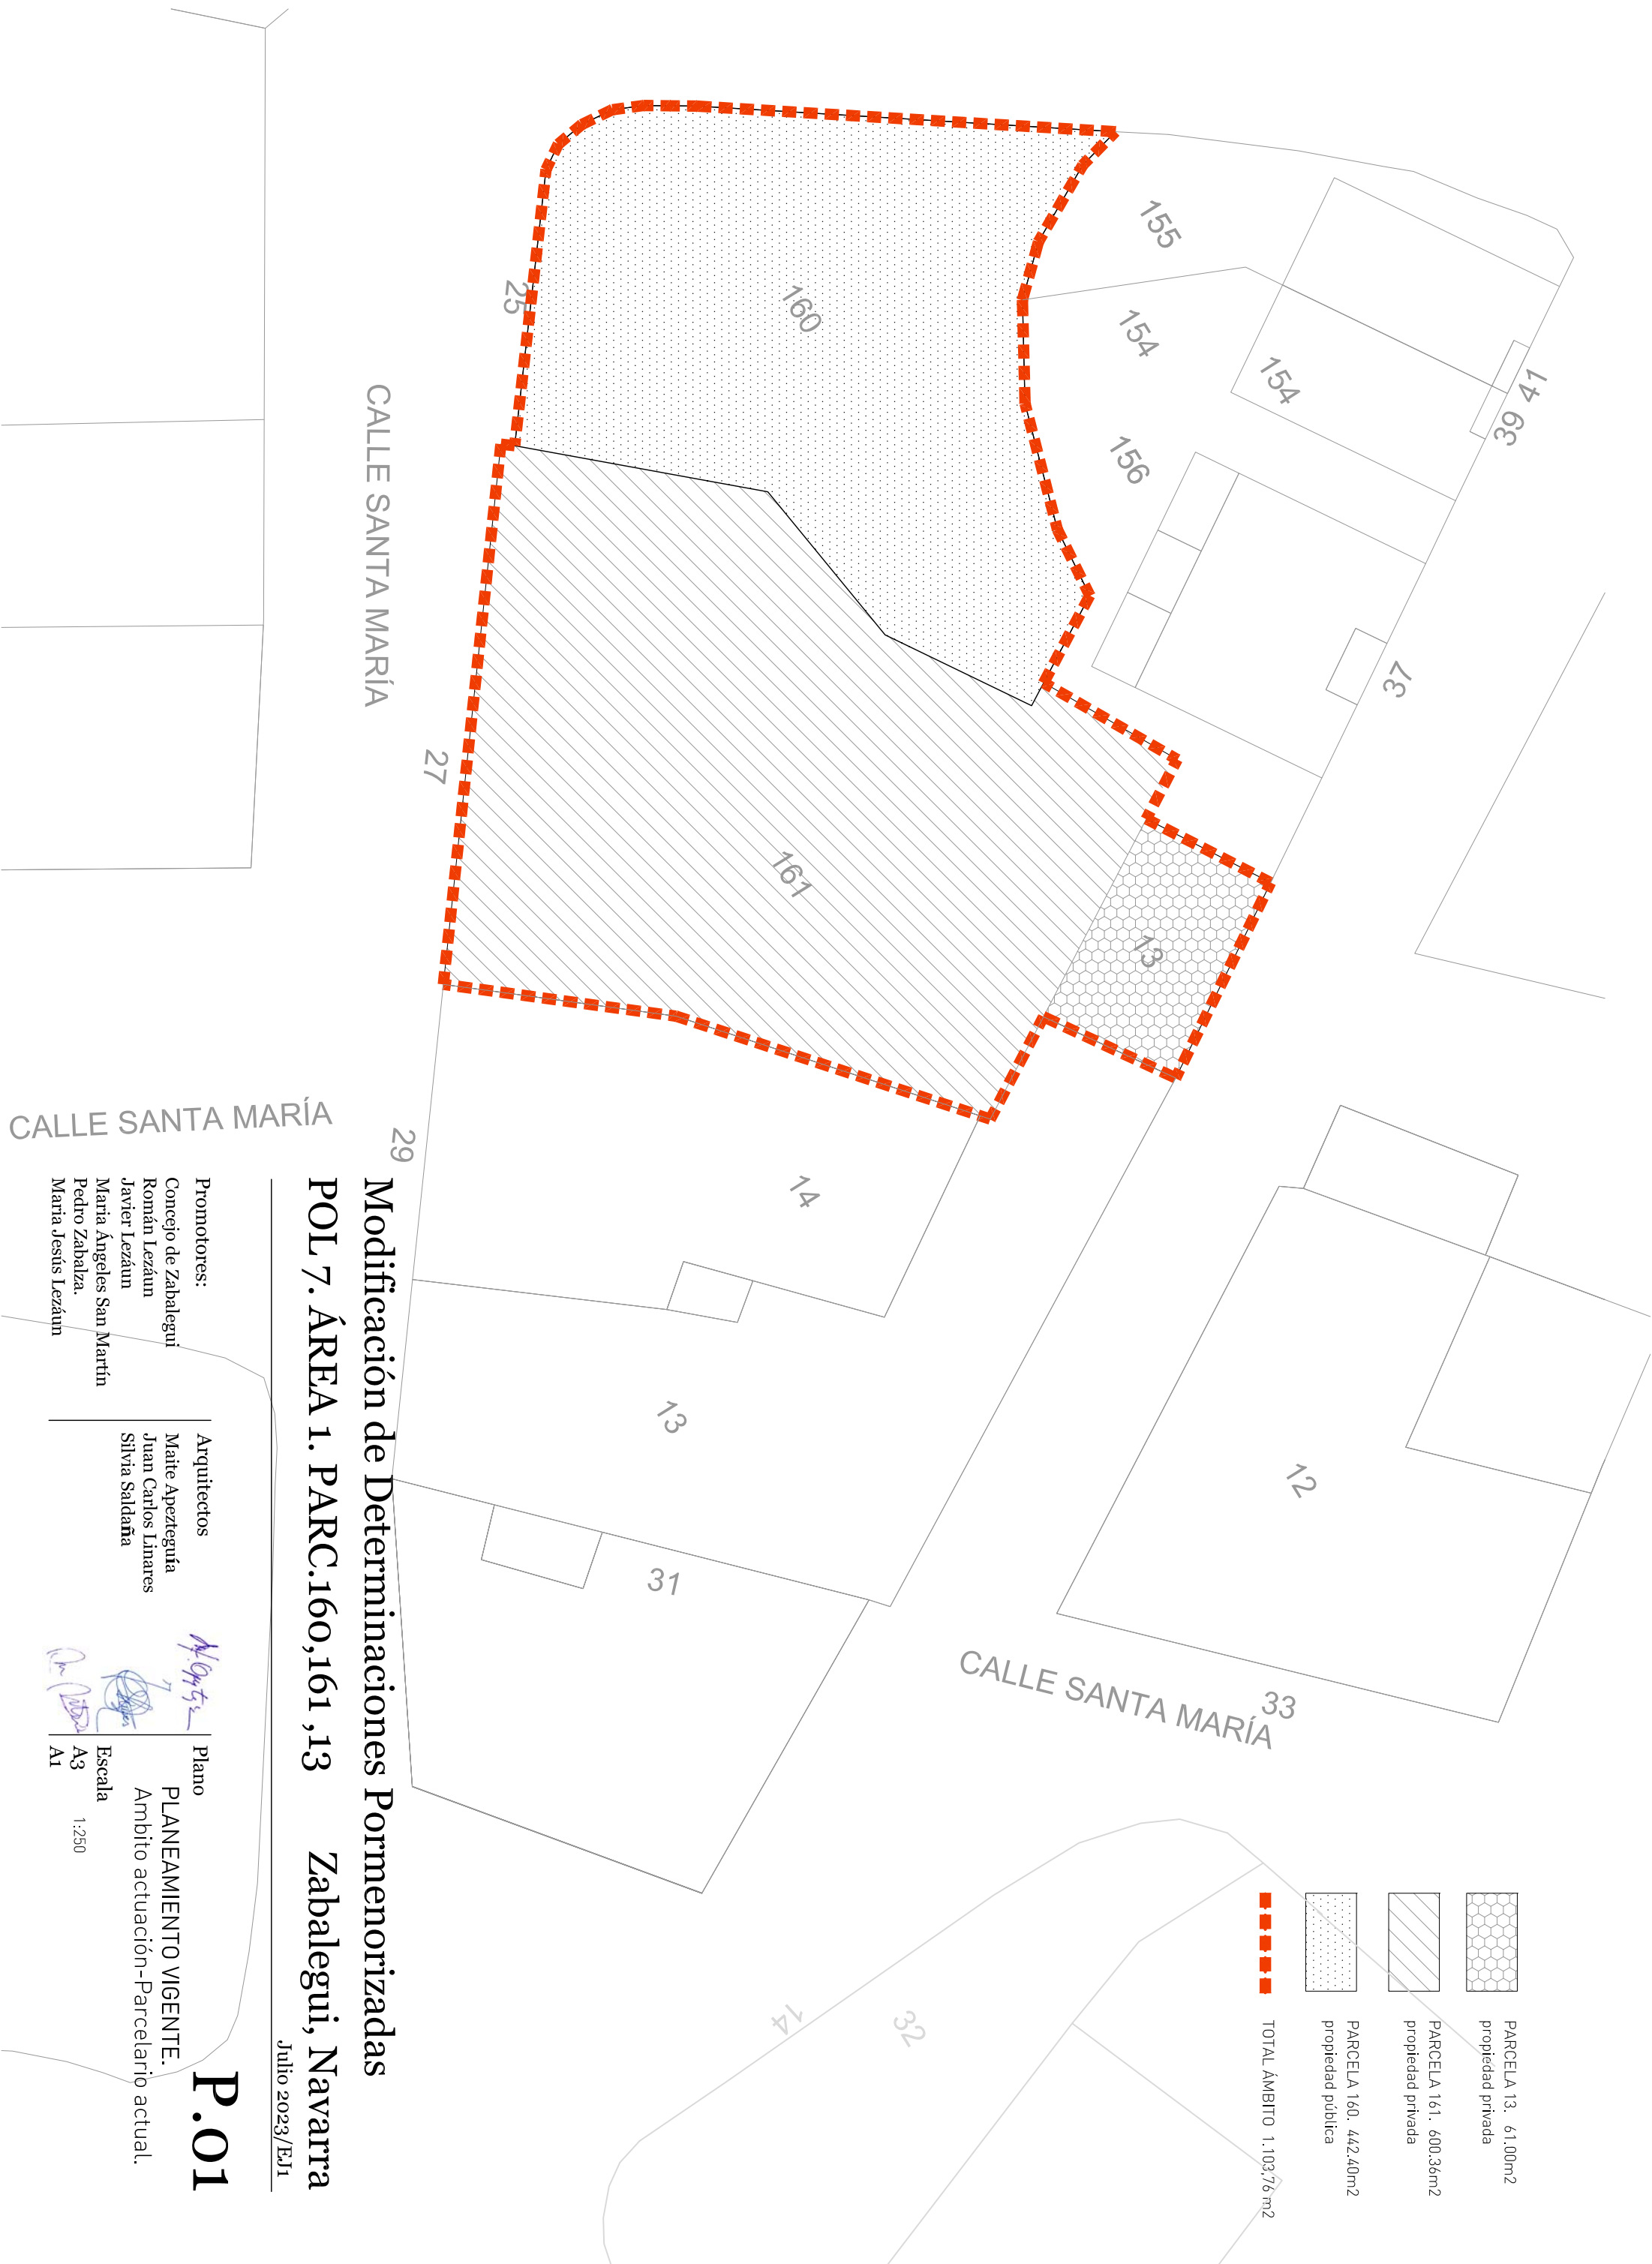 155
154
154
156
160
161
13
41
39
37
25
27
29
CALLE SANTA MARÍA
CALLE SANTA MARÍA
CALLE SANTA MARÍA
14
13
31
12
33
32
14
PARCELA 13. 61.00m2
propiedad privada
PARCELA 161. 600.36m2
propiedad privada
PARCELA 160. 442.40m2
propiedad pública
TOTAL ÁMBITO 1.103,76 m2
Modificación de Determinaciones Pormenorizadas
POL 7. ÁREA 1. PARC.160,161 ,13 Zabalegui, Navarra
Julio 2023/EJ1
Promotores:
Concejo de Zabalegui
Román Lezáun
Javier Lezáun
Maria Ángeles San Martín
Pedro Zabalza.
Maria Jesús Lezáun
Arquitectos
Maite Apezteguía
Juan Carlos Linares
Silvia Saldaña
Plano
PLANEAMIENTO VIGENTE.
Ambito actuación-Parcelario actual.
Escala
A3 1:250
A1
P.01